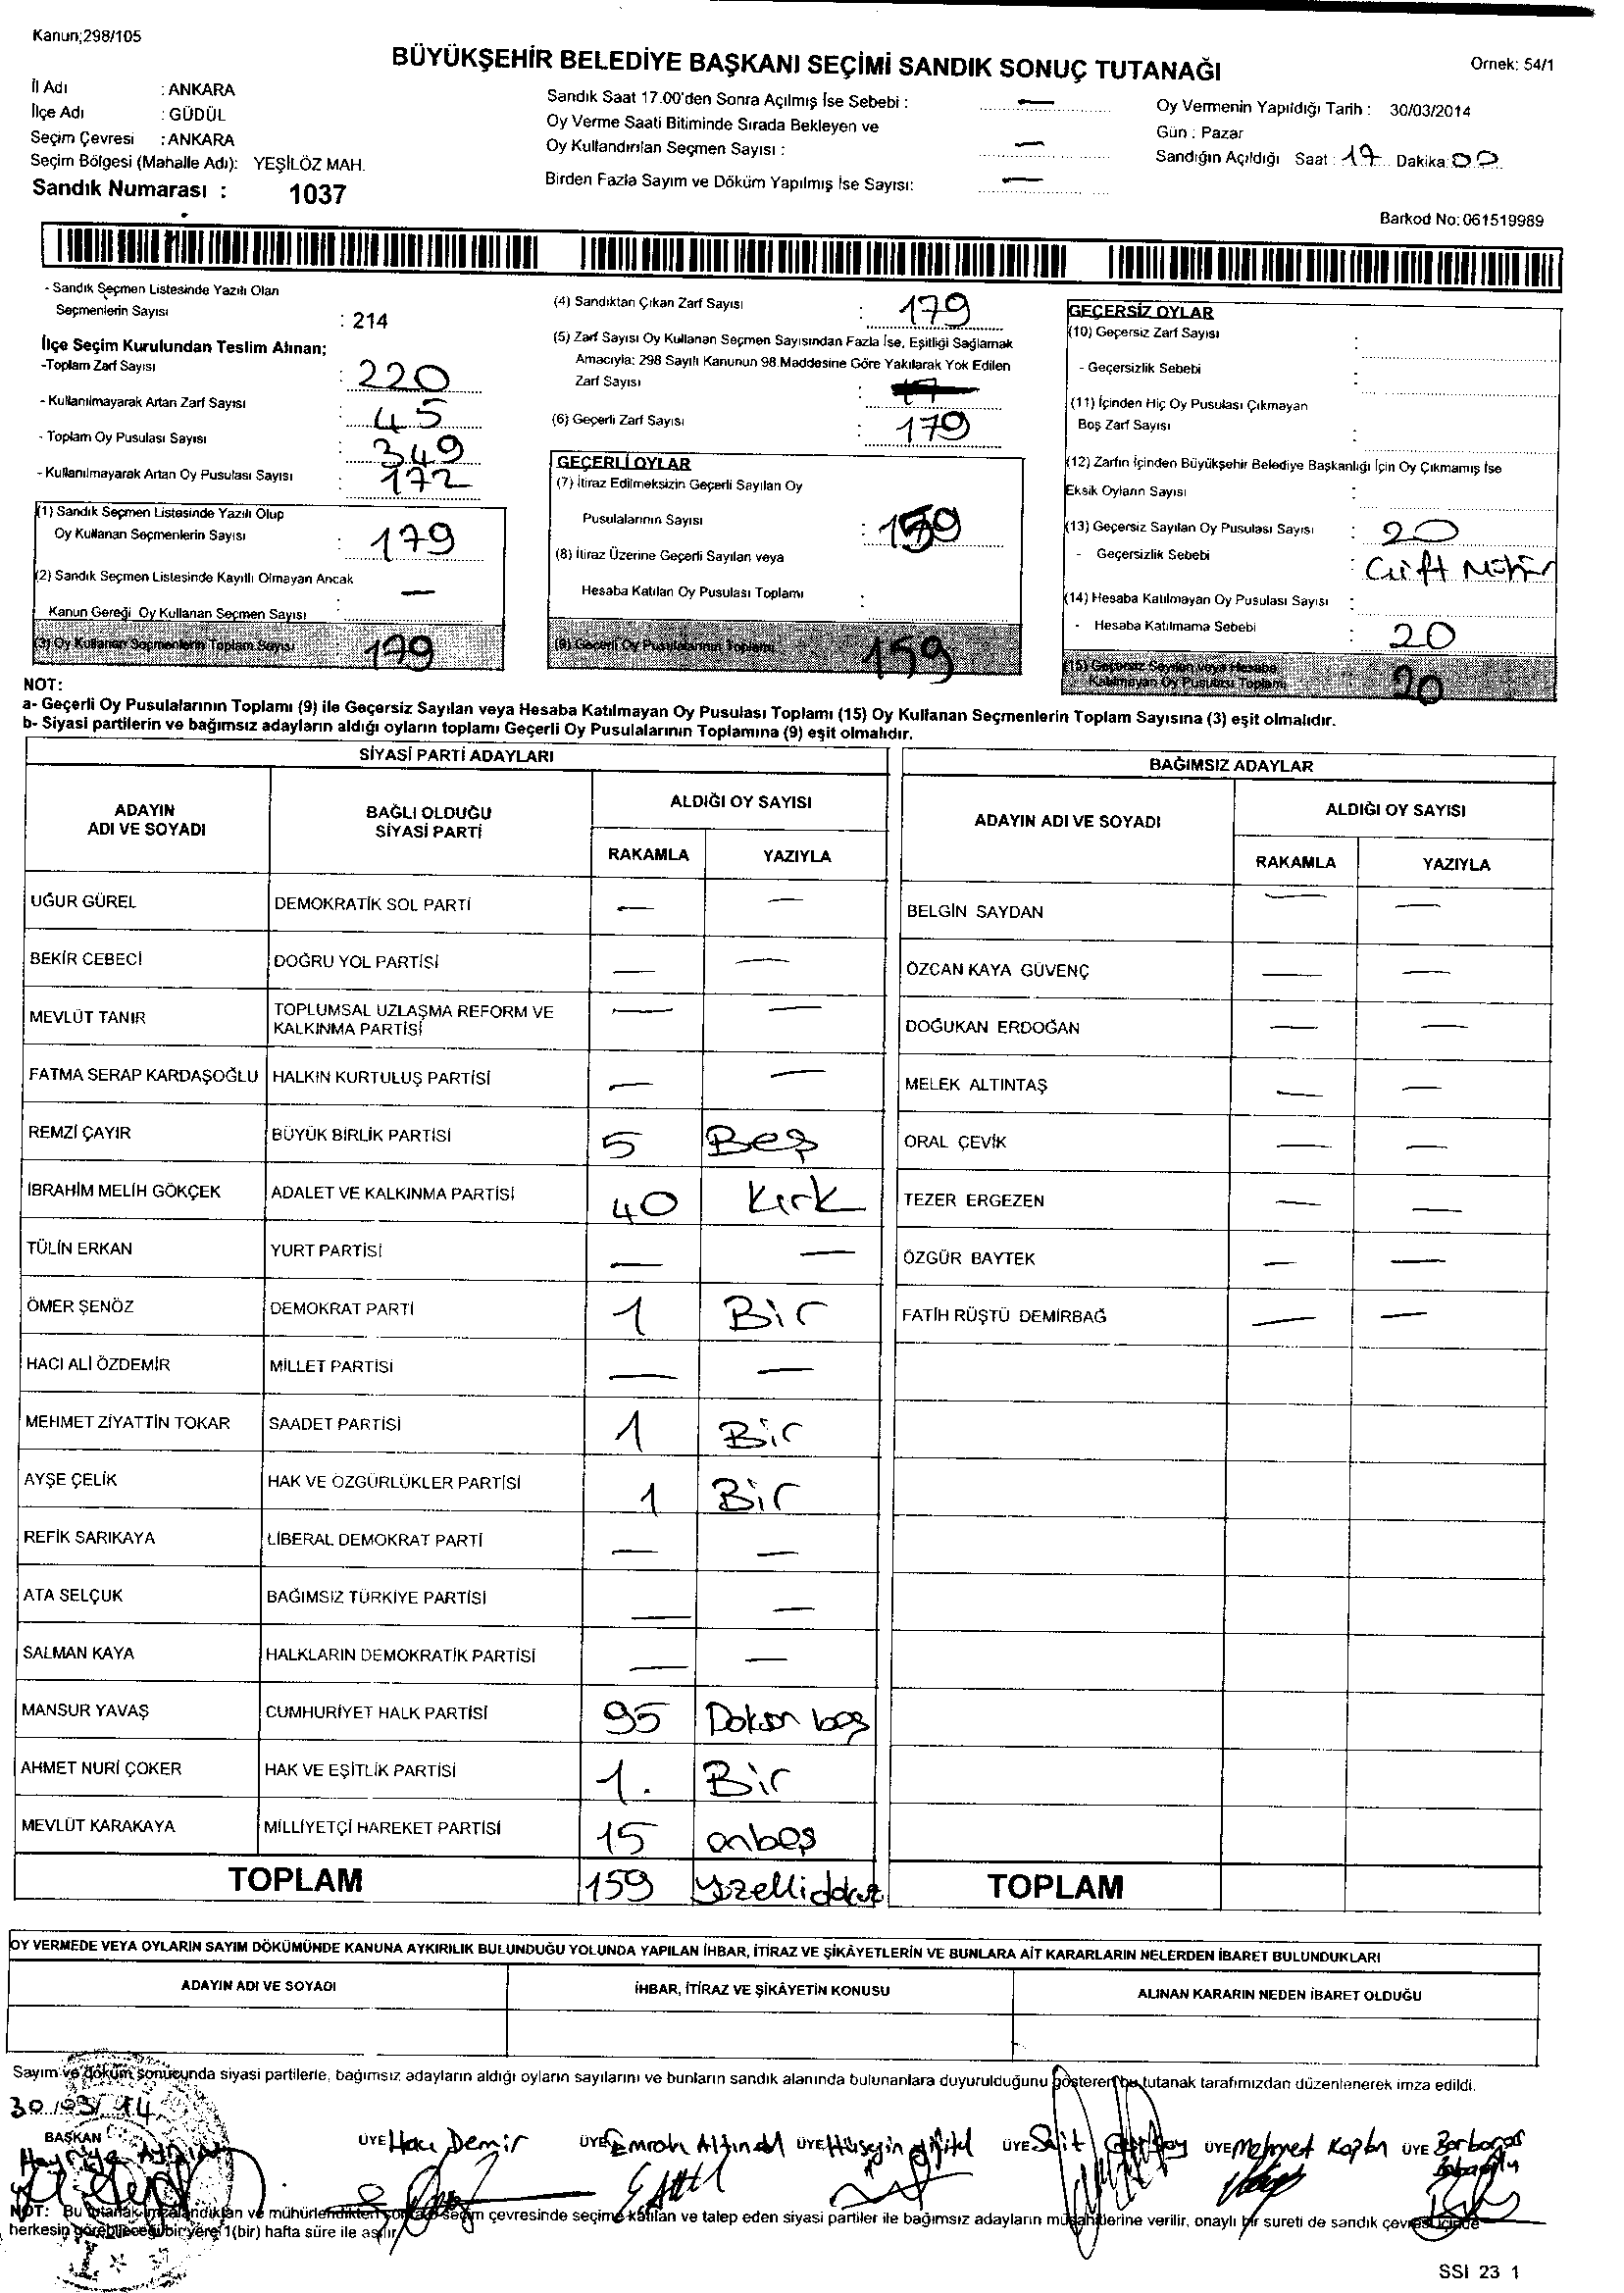 Kanun;298/105
BÜYÜKŞEHİR BELEDİYE BAŞKANI SEÇİMİ SANDIK SONUÇ TUTANAĞI
Ornek: 54/1
İl Adı : ANKARA
İlçe Adı : GÜDÜL
Seçim Çevresi : ANKARA
Seçim Bölgesi (Mahalle Adı): YEŞİLÖZ MAH.
Sandık Numarası : 1037
Sandık Saat 17.00'den Sonra Açılmış İse Sebebi : —
Oy Verme Saati Bitiminde Sırada Bekleyen ve
Oy Kullandırılan Seçmen Sayısı : —
Birden Fazla Sayım ve Döküm Yapılmış İse Sayısı: —
Oy Vermenin Yapıldığı Tarih : 30/03/2014
Gün : Pazar
Sandığın Açıldığı Saat : 17 Dakika: 00
Barkod No: 061519989
- Sandık Seçmen Listesinde Yazılı Olan
Seçmenlerin Sayısı : 214
İlçe Seçim Kurulundan Teslim Alınan;
-Toplam Zarf Sayısı : 220
- Kullanılmayarak Artan Zarf Sayısı : 45
- Toplam Oy Pusulası Sayısı : 349
- Kullanılmayarak Artan Oy Pusulası Sayısı : 172
(1) Sandık Seçmen Listesinde Yazılı Olup
Oy Kullanan Seçmenlerin Sayısı : 179
(2) Sandık Seçmen Listesinde Kayıtlı Olmayan Ancak
Kanun Gereği Oy Kullanan Seçmen Sayısı : —
(3) Oy Kullanan Seçmenlerin Toplam Sayısı 179
(4) Sandıktan Çıkan Zarf Sayısı : 179
(5) Zarf Sayısı Oy Kullanan Seçmen Sayısından Fazla İse, Eşitliği Sağlamak
Amacıyla: 298 Sayılı Kanunun 98.Maddesine Göre Yakılarak Yok Edilen
Zarf Sayısı :
(6) Geçerli Zarf Sayısı : 179
GEÇERLİ OYLAR
(7) İtiraz Edilmeksizin Geçerli Sayılan Oy
Pusulalarının Sayısı : 159
(8) İtiraz Üzerine Geçerli Sayılan veya
Hesaba Katılan Oy Pusulası Toplamı :
(9) Geçerli Oy Pusulalarının Toplamı 159
GEÇERSİZ OYLAR
(10) Geçersiz Zarf Sayısı :
- Geçersizlik Sebebi :
(11) İçinden Hiç Oy Pusulası Çıkmayan
Boş Zarf Sayısı :
(12) Zarfın İçinden Büyükşehir Belediye Başkanlığı İçin Oy Çıkmamış İse
Eksik Oyların Sayısı :
(13) Geçersiz Sayılan Oy Pusulası Sayısı : 20
- Geçersizlik Sebebi : Çift Mühür
(14) Hesaba Katılmayan Oy Pusulası Sayısı :
- Hesaba Katılmama Sebebi : 20
(15) Geçersiz Sayılan veya Hesaba
Katılmayan Oy Pusulası Toplamı 20
NOT:
a- Geçerli Oy Pusulalarının Toplamı (9) ile Geçersiz Sayılan veya Hesaba Katılmayan Oy Pusulası Toplamı (15) Oy Kullanan Seçmenlerin Toplam Sayısına (3) eşit olmalıdır.
b- Siyasi partilerin ve bağımsız adayların aldığı oyların toplamı Geçerli Oy Pusulalarının Toplamına (9) eşit olmalıdır.
SİYASİ PARTİ ADAYLARI
ADAYIN ADI VE SOYADI BAĞLI OLDUĞU SİYASİ PARTİ ALDIĞI OY SAYISI
RAKAMLA YAZIYLA
UĞUR GÜREL DEMOKRATİK SOL PARTİ — —
BEKİR CEBECİ DOĞRU YOL PARTİSİ — —
MEVLÜT TANIR TOPLUMSAL UZLAŞMA REFORM VE KALKINMA PARTİSİ — —
FATMA SERAP KARDAŞOĞLU HALKIN KURTULUŞ PARTİSİ — —
REMZİ ÇAYIR BÜYÜK BİRLİK PARTİSİ 5 Beş
İBRAHİM MELİH GÖKÇEK ADALET VE KALKINMA PARTİSİ 40 Kırk
TÜLİN ERKAN YURT PARTİSİ — —
ÖMER ŞENÖZ DEMOKRAT PARTİ 1 Bir
HACI ALİ ÖZDEMİR MİLLET PARTİSİ — —
MEHMET ZİYATTİN TOKAR SAADET PARTİSİ 1 Bir
AYŞE ÇELİK HAK VE ÖZGÜRLÜKLER PARTİSİ 1 Bir
REFİK SARIKAYA LİBERAL DEMOKRAT PARTİ — —
ATA SELÇUK BAĞIMSIZ TÜRKİYE PARTİSİ — —
SALMAN KAYA HALKLARIN DEMOKRATİK PARTİSİ — —
MANSUR YAVAŞ CUMHURİYET HALK PARTİSİ 95 Doksan beş
AHMET NURİ ÇOKER HAK VE EŞİTLİK PARTİSİ 1. Bir
MEVLÜT KARAKAYA MİLLİYETÇİ HAREKET PARTİSİ 15 onbeş
TOPLAM 159 yüzellidokuz
BAĞIMSIZ ADAYLAR
ADAYIN ADI VE SOYADI ALDIĞI OY SAYISI
RAKAMLA YAZIYLA
BELGİN SAYDAN — —
ÖZCAN KAYA GÜVENÇ — —
DOĞUKAN ERDOĞAN — —
MELEK ALTINTAŞ — —
ORAL ÇEVİK — —
TEZER ERGEZEN — —
ÖZGÜR BAYTEK — —
FATİH RÜŞTÜ DEMİRBAĞ — —
TOPLAM
OY VERMEDE VEYA OYLARIN SAYIM DÖKÜMÜNDE KANUNA AYKIRILIK BULUNDUĞU YOLUNDA YAPILAN İHBAR, İTİRAZ VE ŞİKÂYETLERİN VE BUNLARA AİT KARARLARIN NELERDEN İBARET BULUNDUKLARI
ADAYIN ADI VE SOYADI İHBAR, İTİRAZ VE ŞİKÂYETİN KONUSU ALINAN KARARIN NEDEN İBARET OLDUĞU
Sayım ve döküm sonucunda siyasi partilerle, bağımsız adayların aldığı oyların sayılarını ve bunların sandık alanında bulunanlara duyurulduğunu gösteren bu tutanak tarafımızdan düzenlenerek imza edildi.
30/03/14
BAŞKAN ÜYE Hacı Demir ÜYE Emrah Altındal ÜYE Hüseyin ÜYE ÜYE Mehmet Kaplan ÜYE Barbaros
NOT: Bu tutanak imzalandıktan ve mühürlendikten sonra seçim çevresinde seçime katılan ve talep eden siyasi partiler ile bağımsız adayların müşahitlerine verilir, onaylı bir sureti de sandık çevresi içinde
herkesin görebileceği bir yere 1(bir) hafta süre ile asılır.
SSI 23 1